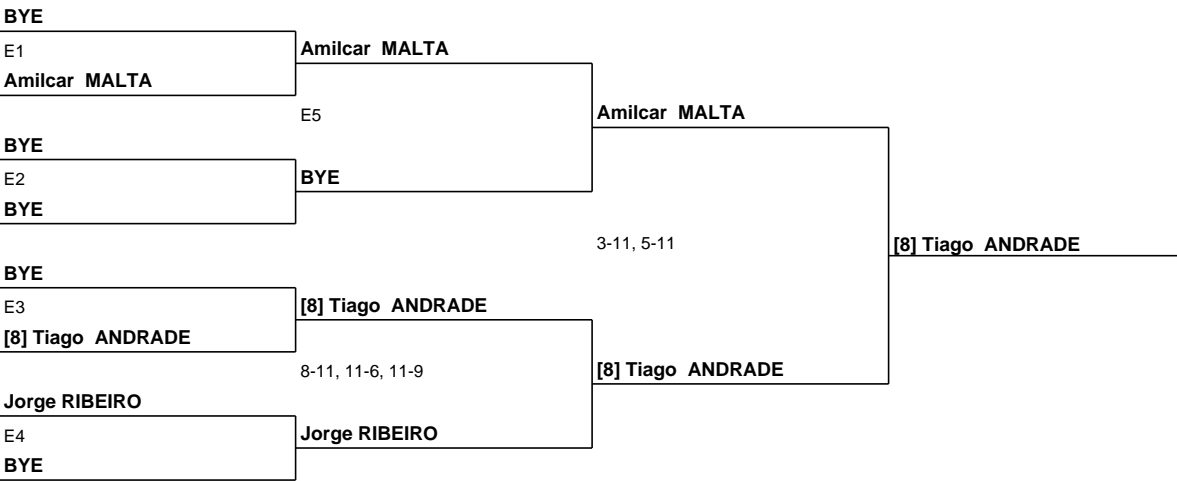 BYE
E1
Amilcar MALTA
BYE
E2
BYE
BYE
E3
[8] Tiago ANDRADE
Jorge RIBEIRO
E4
BYE
Amilcar MALTA
E5
BYE
[8] Tiago ANDRADE
8-11, 11-6, 11-9
Jorge RIBEIRO
Amilcar MALTA
3-11, 5-11
[8] Tiago ANDRADE
[8] Tiago ANDRADE